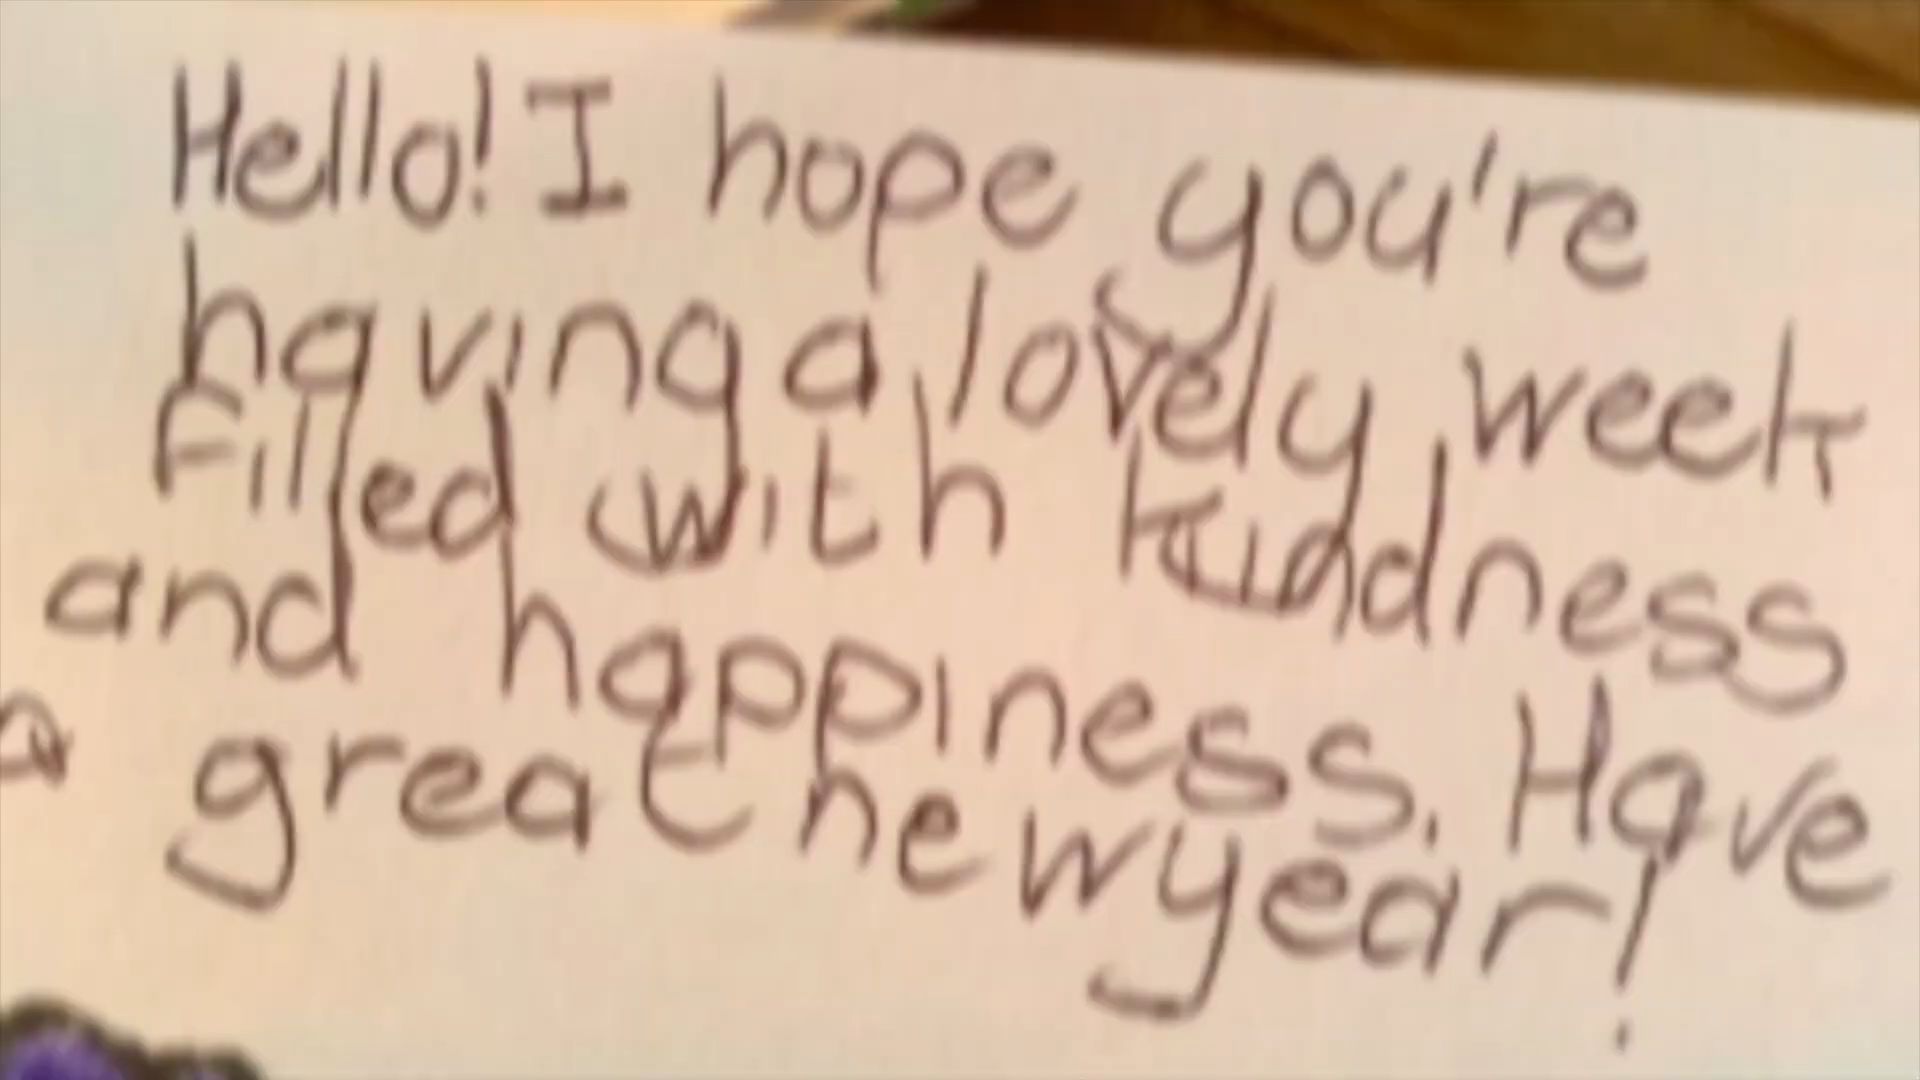 Hello! I hope you're
having a lovely week
filled with kindness
and happiness. Have
a great new year!